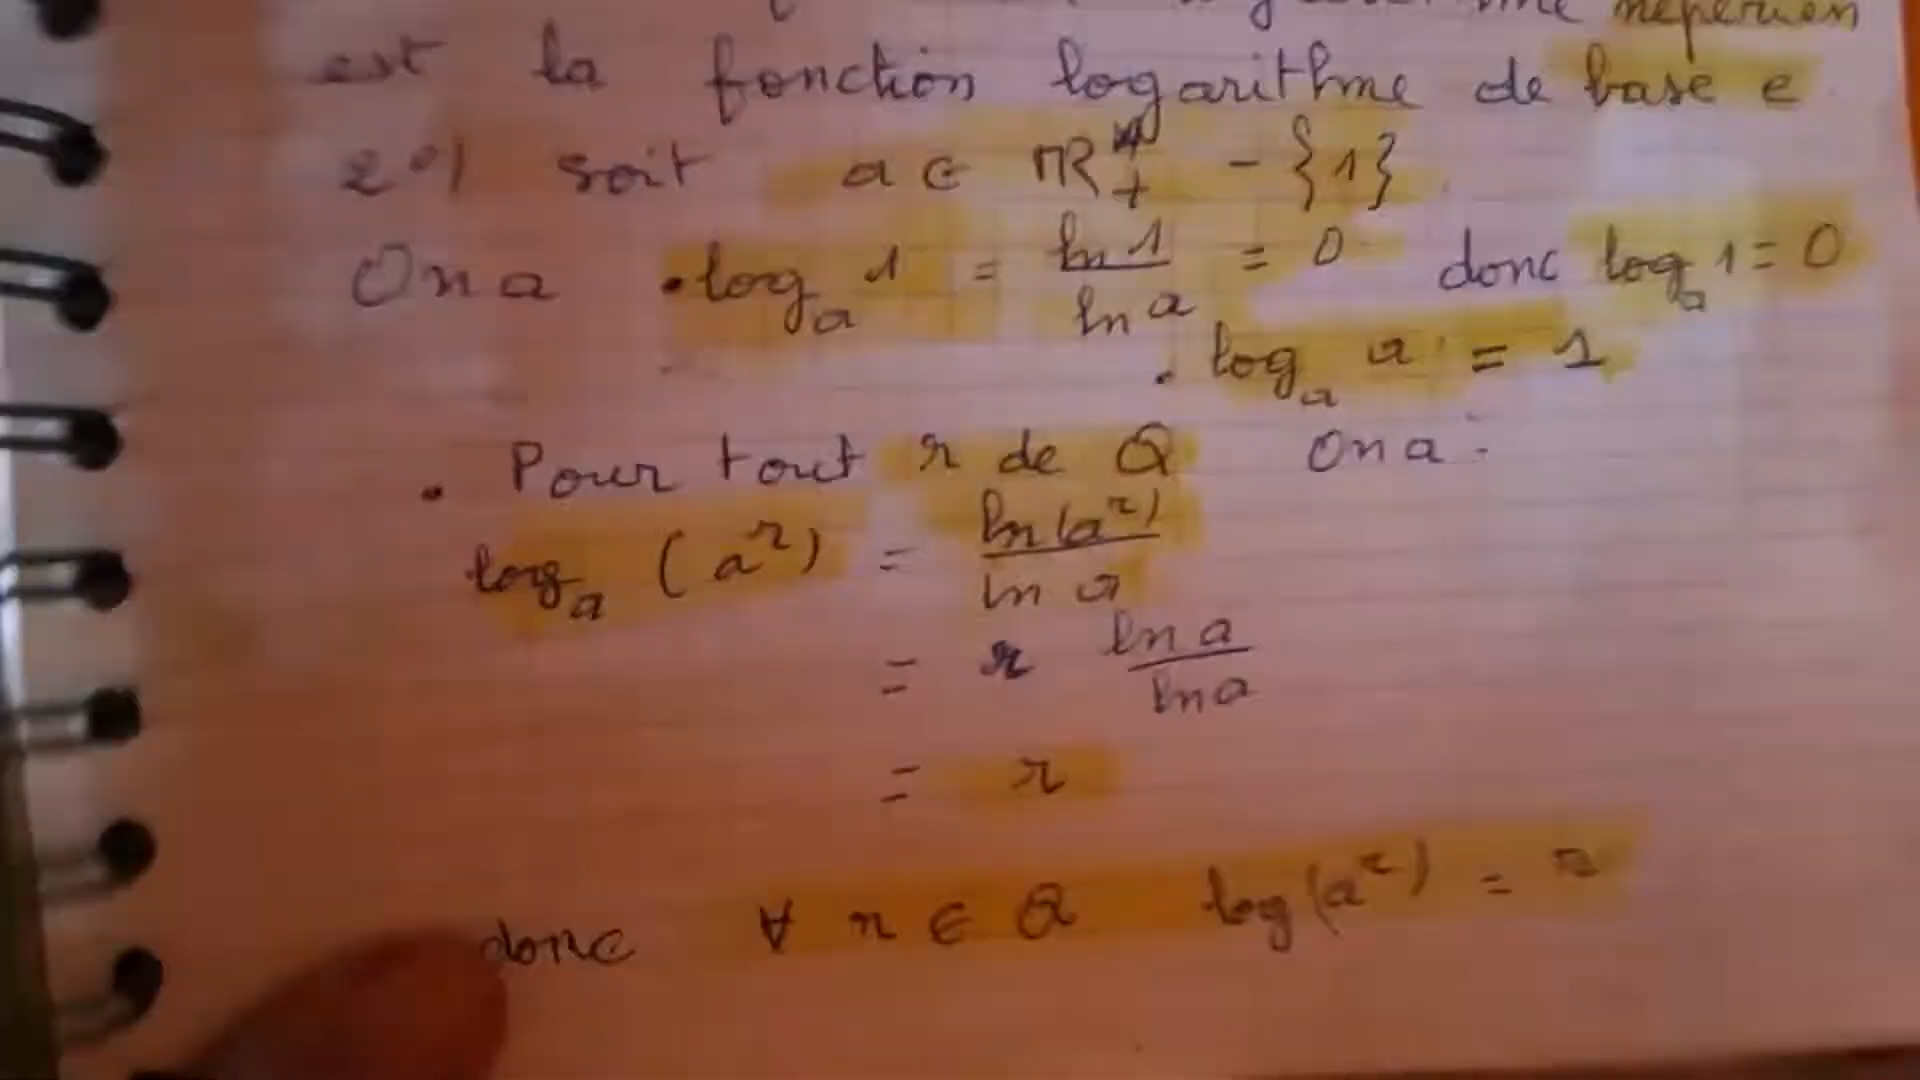 népérien
est la fonction logarithme de base e
2°/ soit a ∈ ℝ*₊ - {1}
On a • logₐ 1 = ln 1 / ln a = 0 donc logₐ 1 = 0
• logₐ a = 1
• Pour tout r de Q On a :
logₐ (aʳ) = ln(aʳ) / ln a
= r ln a / ln a
= r
donc ∀ r ∈ Q log(aʳ) = r